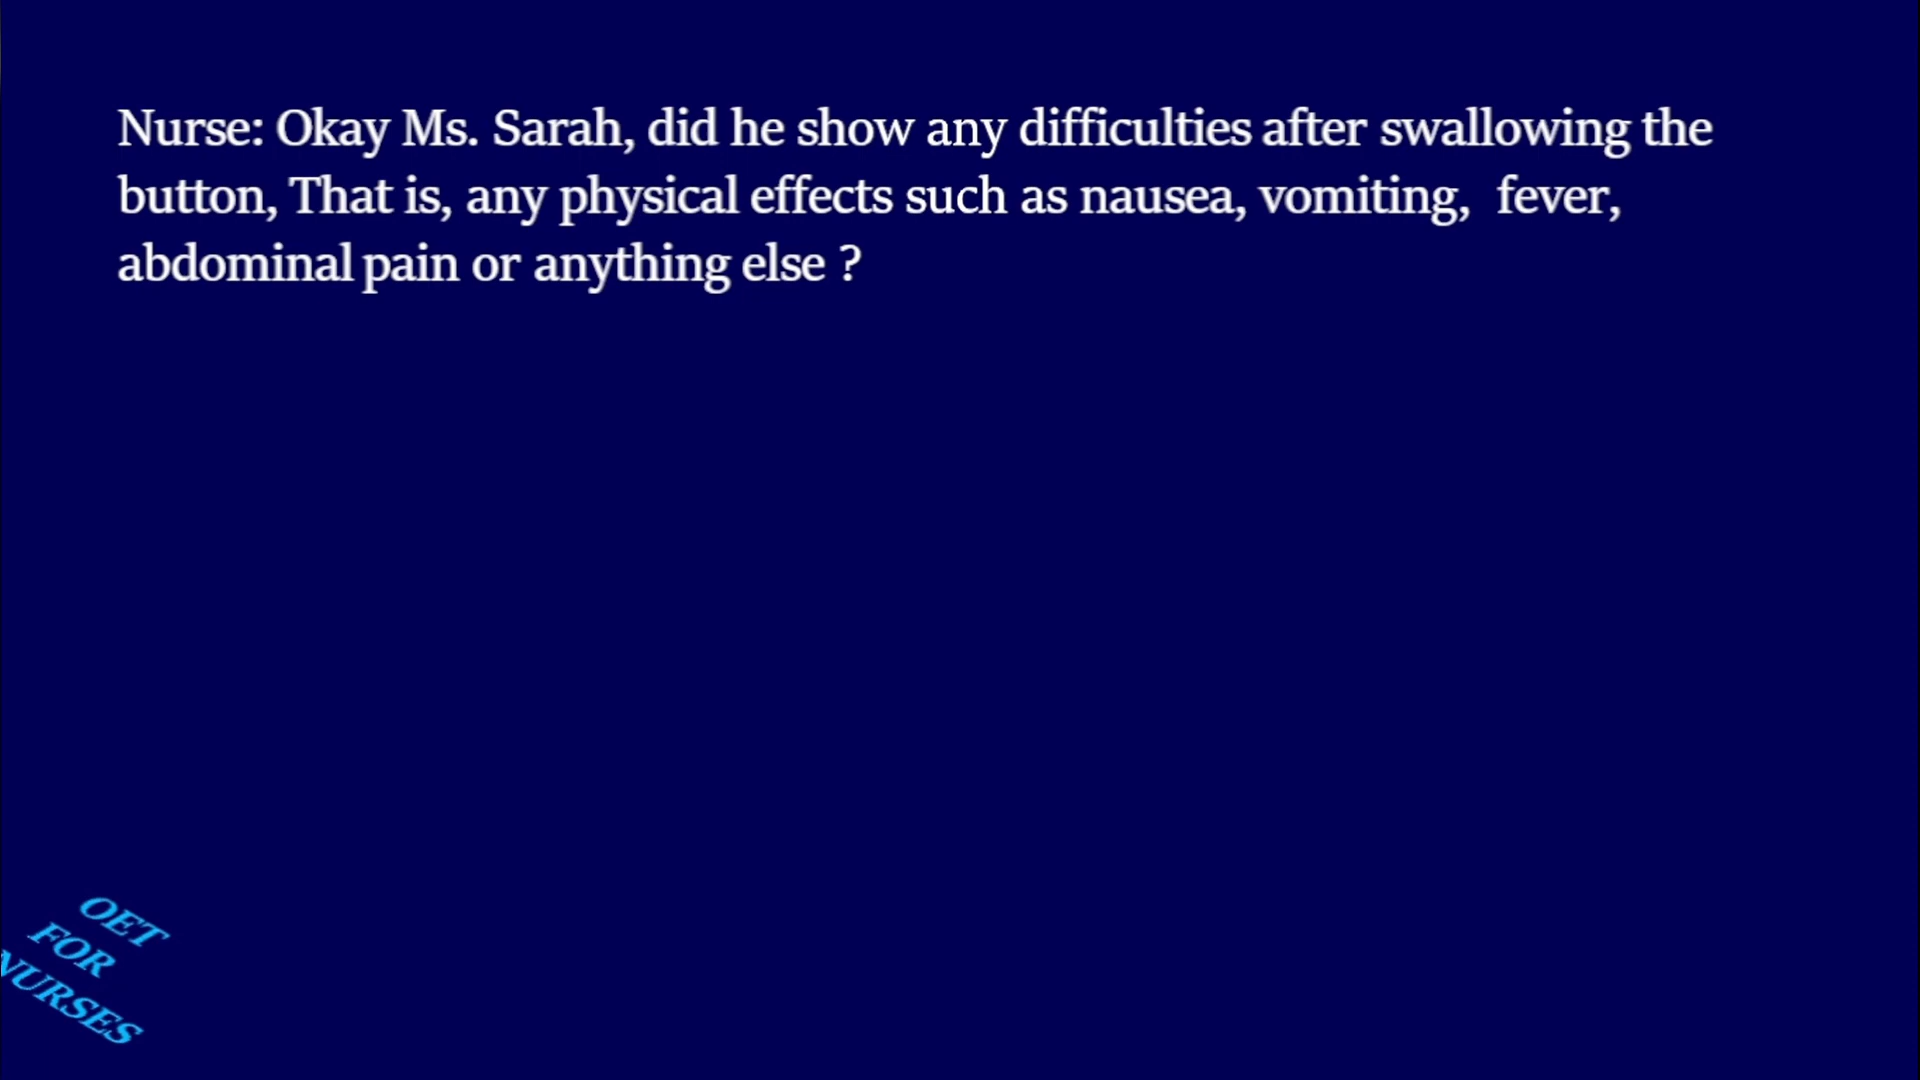 Nurse: Okay Ms. Sarah, did he show any difficulties after swallowing the
button, That is, any physical effects such as nausea, vomiting,  fever,
abdominal pain or anything else ?
OET
FOR
NURSES